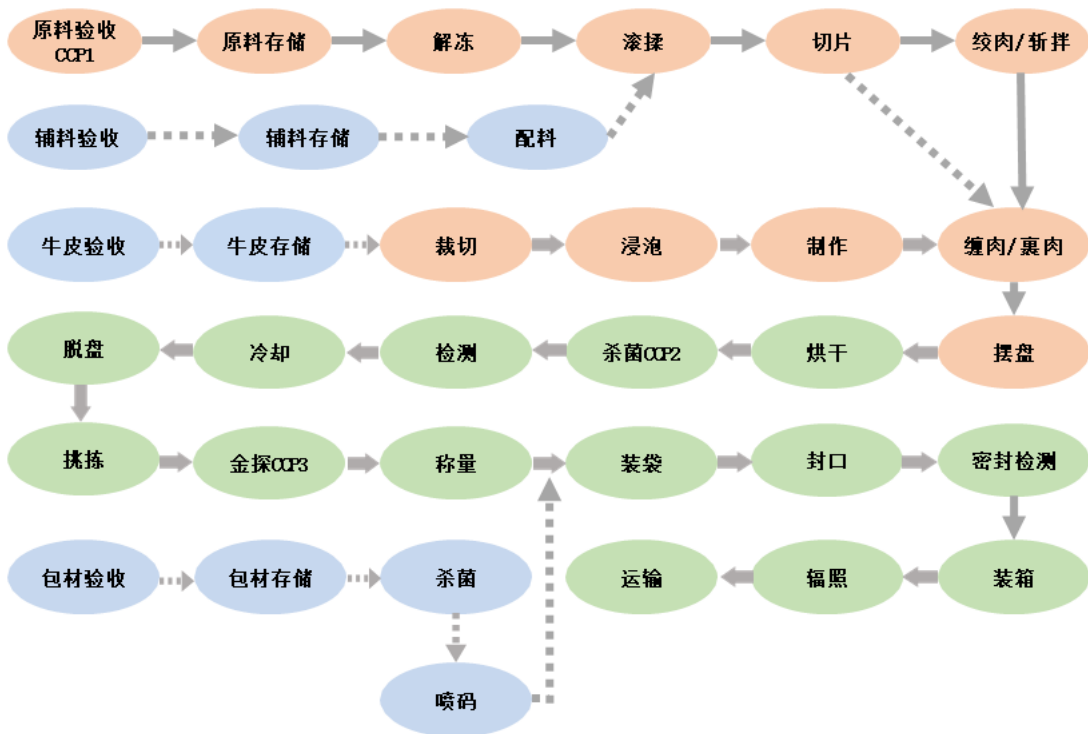 原料验收
CCP1
原料存储
解冻
滚揉
切片
绞肉/斩拌
辅料验收
辅料存储
配料
牛皮验收
牛皮存储
裁切
浸泡
制作
缠肉/裹肉
脱盘
冷却
检测
杀菌CCP2
烘干
摆盘
挑拣
金探CCP3
称量
装袋
封口
密封检测
包材验收
包材存储
杀菌
运输
辐照
装箱
喷码